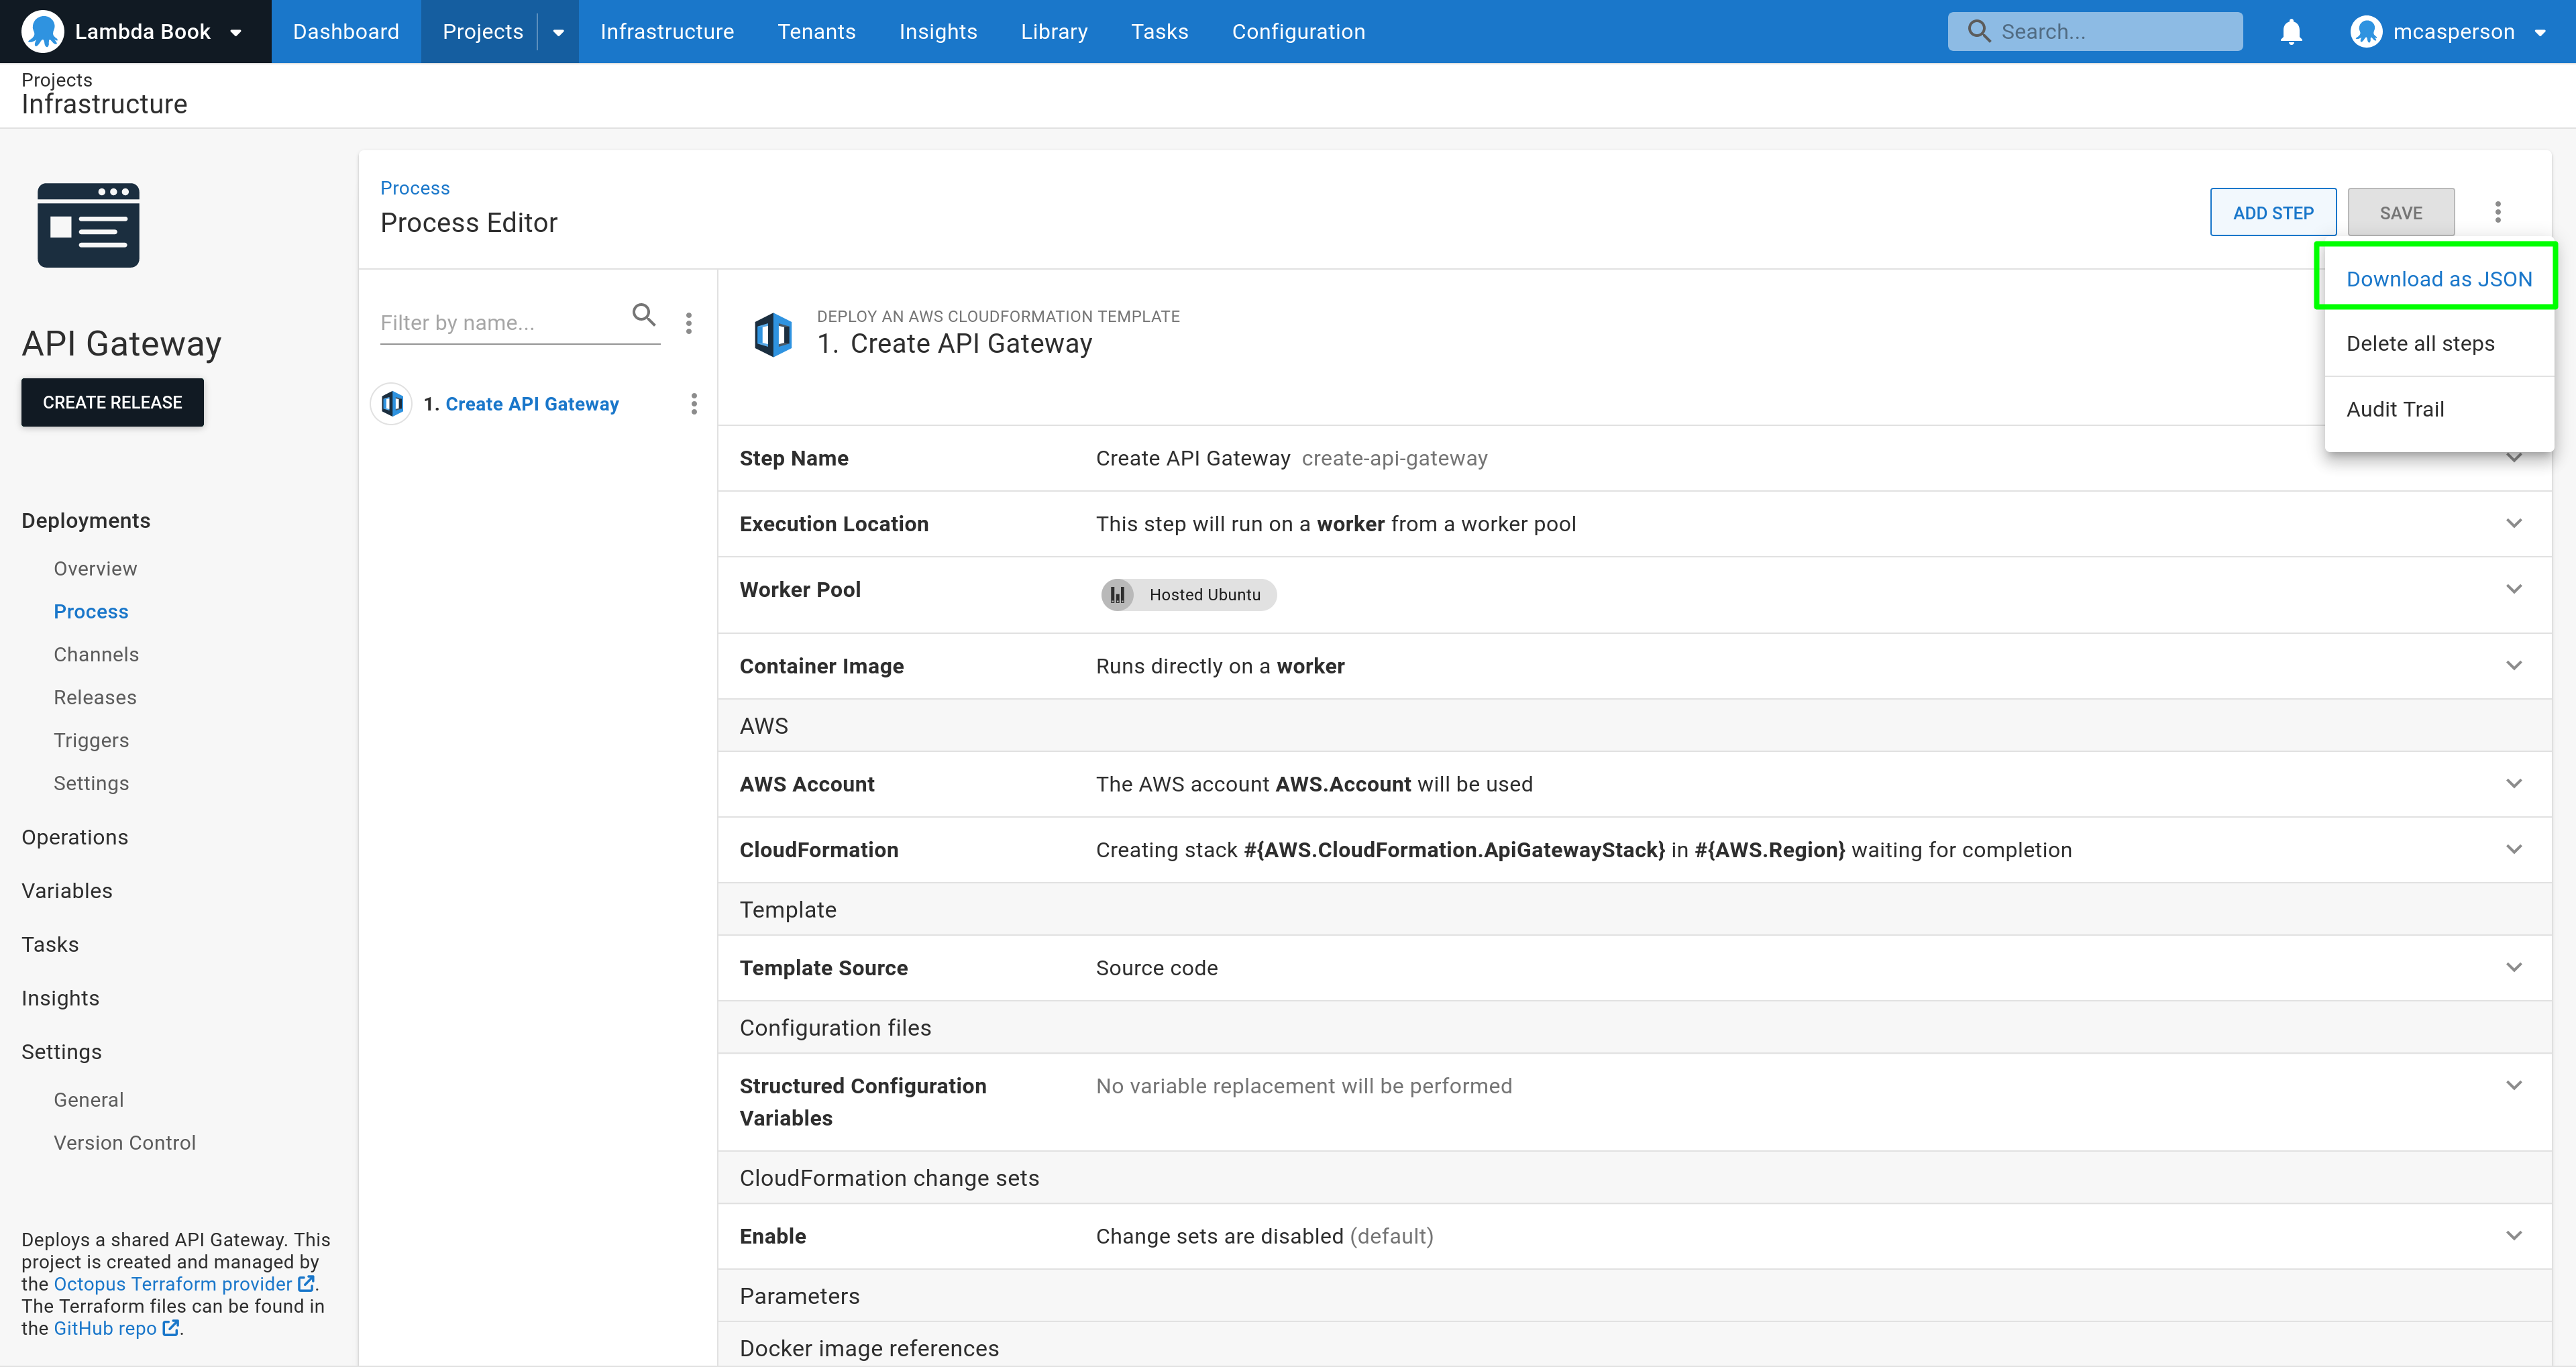 Lambda Book
Dashboard
Projects
Infrastructure
Tenants
Insights
Library
Tasks
Configuration
Search...
mcasperson
Projects
Infrastructure
API Gateway
CREATE RELEASE
Deployments
Overview
Process
Channels
Releases
Triggers
Settings
Operations
Variables
Tasks
Insights
Settings
General
Version Control
Deploys a shared API Gateway. This
project is created and managed by
the Octopus Terraform provider.
The Terraform files can be found in
the GitHub repo.
Process
Process Editor
ADD STEP
SAVE
Download as JSON
Delete all steps
Audit Trail
Filter by name...
1. Create API Gateway
DEPLOY AN AWS CLOUDFORMATION TEMPLATE
1. Create API Gateway
Step Name
Create API Gateway create-api-gateway
Execution Location
This step will run on a worker from a worker pool
Worker Pool
Hosted Ubuntu
Container Image
Runs directly on a worker
AWS
AWS Account
The AWS account AWS.Account will be used
CloudFormation
Creating stack #{AWS.CloudFormation.ApiGatewayStack} in #{AWS.Region} waiting for completion
Template
Template Source
Source code
Configuration files
Structured Configuration
Variables
No variable replacement will be performed
CloudFormation change sets
Enable
Change sets are disabled (default)
Parameters
Docker image references